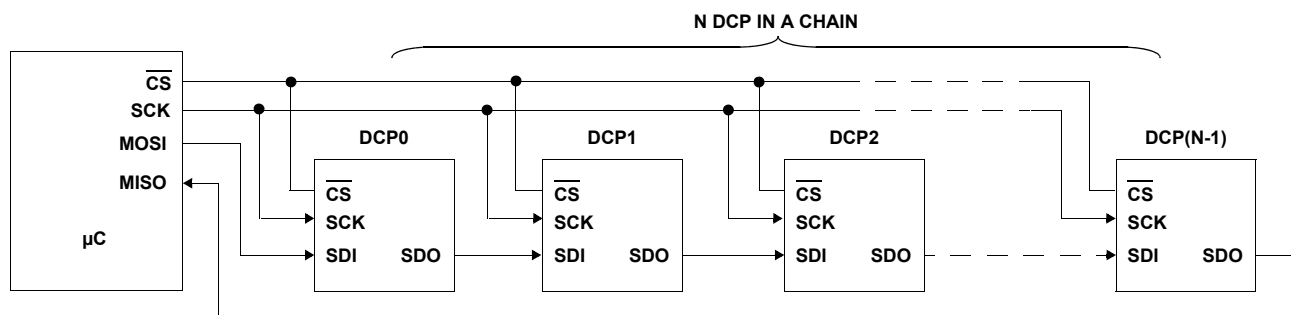 N DCP IN A CHAIN
CS
SCK
MOSI
MISO
µC
DCP0
CS
SCK
SDI SDO
DCP1
CS
SCK
SDI SDO
DCP2
CS
SCK
SDI SDO
DCP(N-1)
CS
SCK
SDI SDO